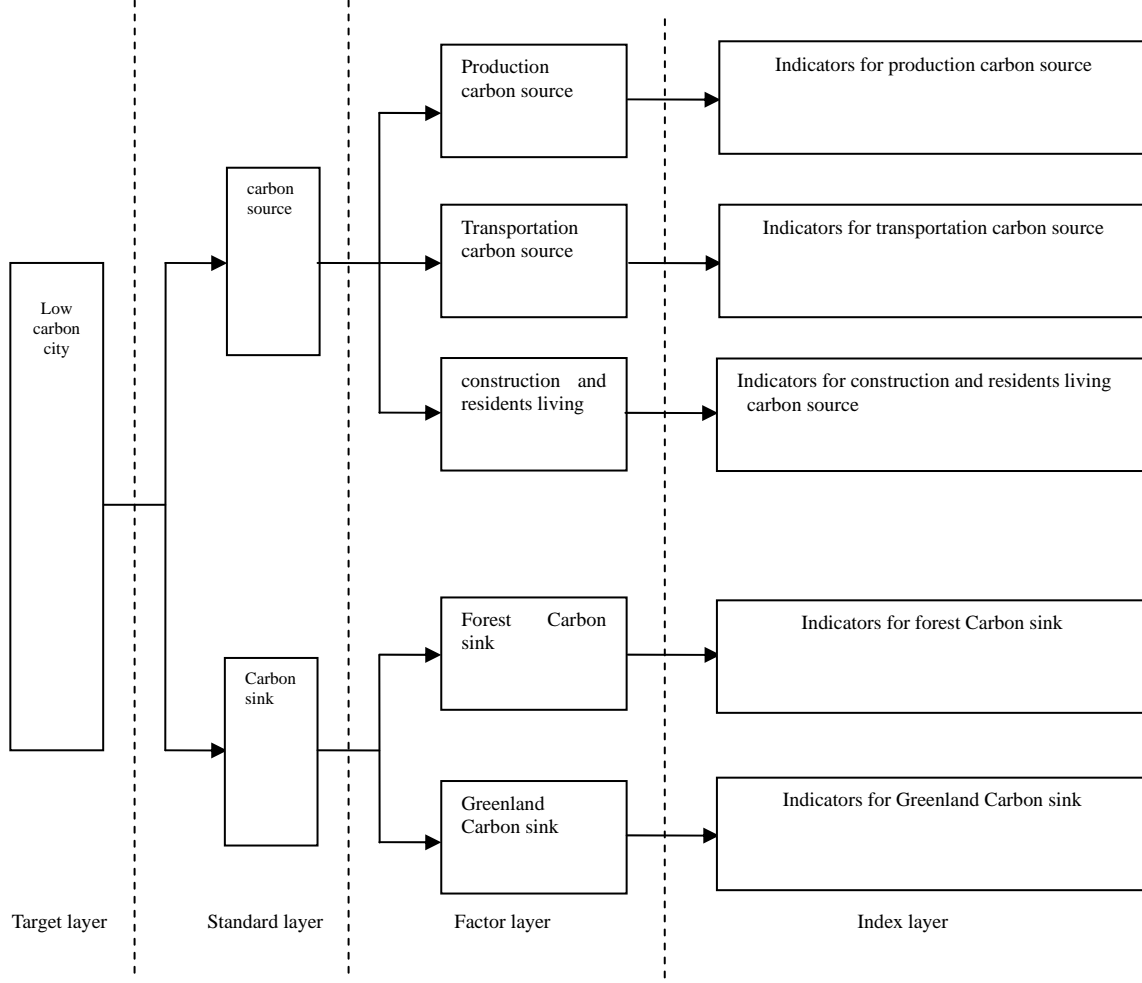 Low
carbon
city
carbon
source
Carbon
sink
Production
carbon source
Transportation
carbon source
construction and
residents living
Forest Carbon
sink
Greenland
Carbon sink
Indicators for production carbon source
Indicators for transportation carbon source
Indicators for construction and residents living
carbon source
Indicators for forest Carbon sink
Indicators for Greenland Carbon sink
Target layer
Standard layer
Factor layer
Index layer